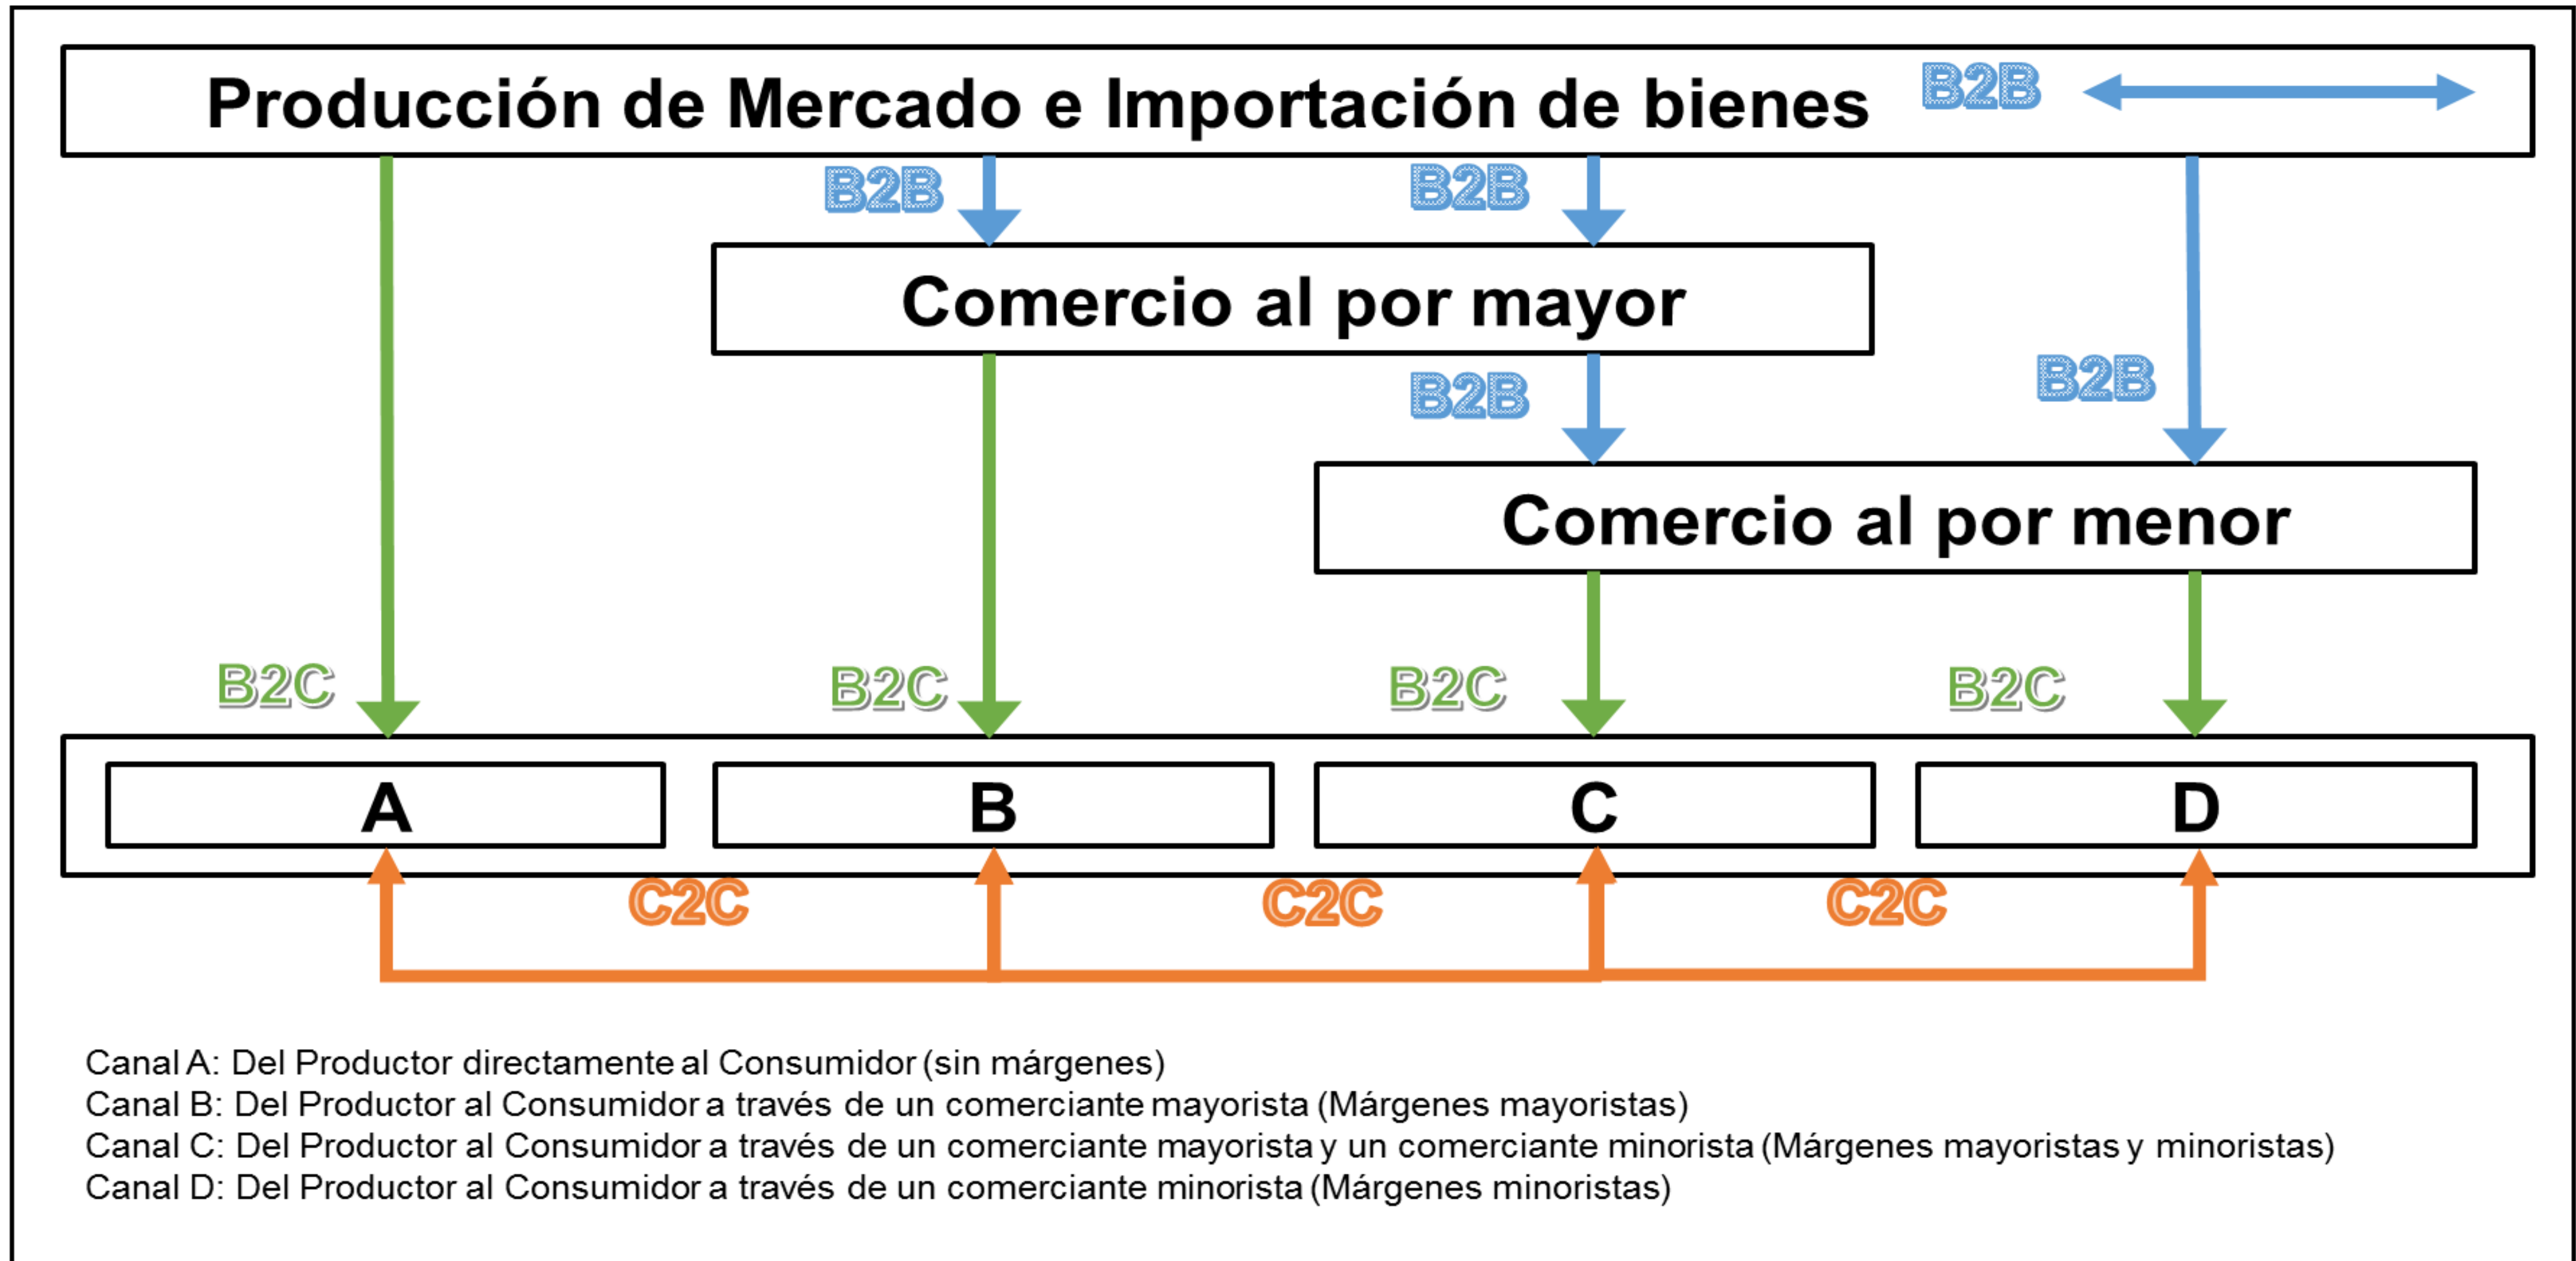 Producción de Mercado e Importación de bienes B2B
B2B B2B
Comercio al por mayor
B2B B2B
Comercio al por menor
B2C B2C B2C B2C
A B C D
C2C C2C C2C
Canal A: Del Productor directamente al Consumidor (sin márgenes)
Canal B: Del Productor al Consumidor a través de un comerciante mayorista (Márgenes mayoristas)
Canal C: Del Productor al Consumidor a través de un comerciante mayorista y un comerciante minorista (Márgenes mayoristas y minoristas)
Canal D: Del Productor al Consumidor a través de un comerciante minorista (Márgenes minoristas)